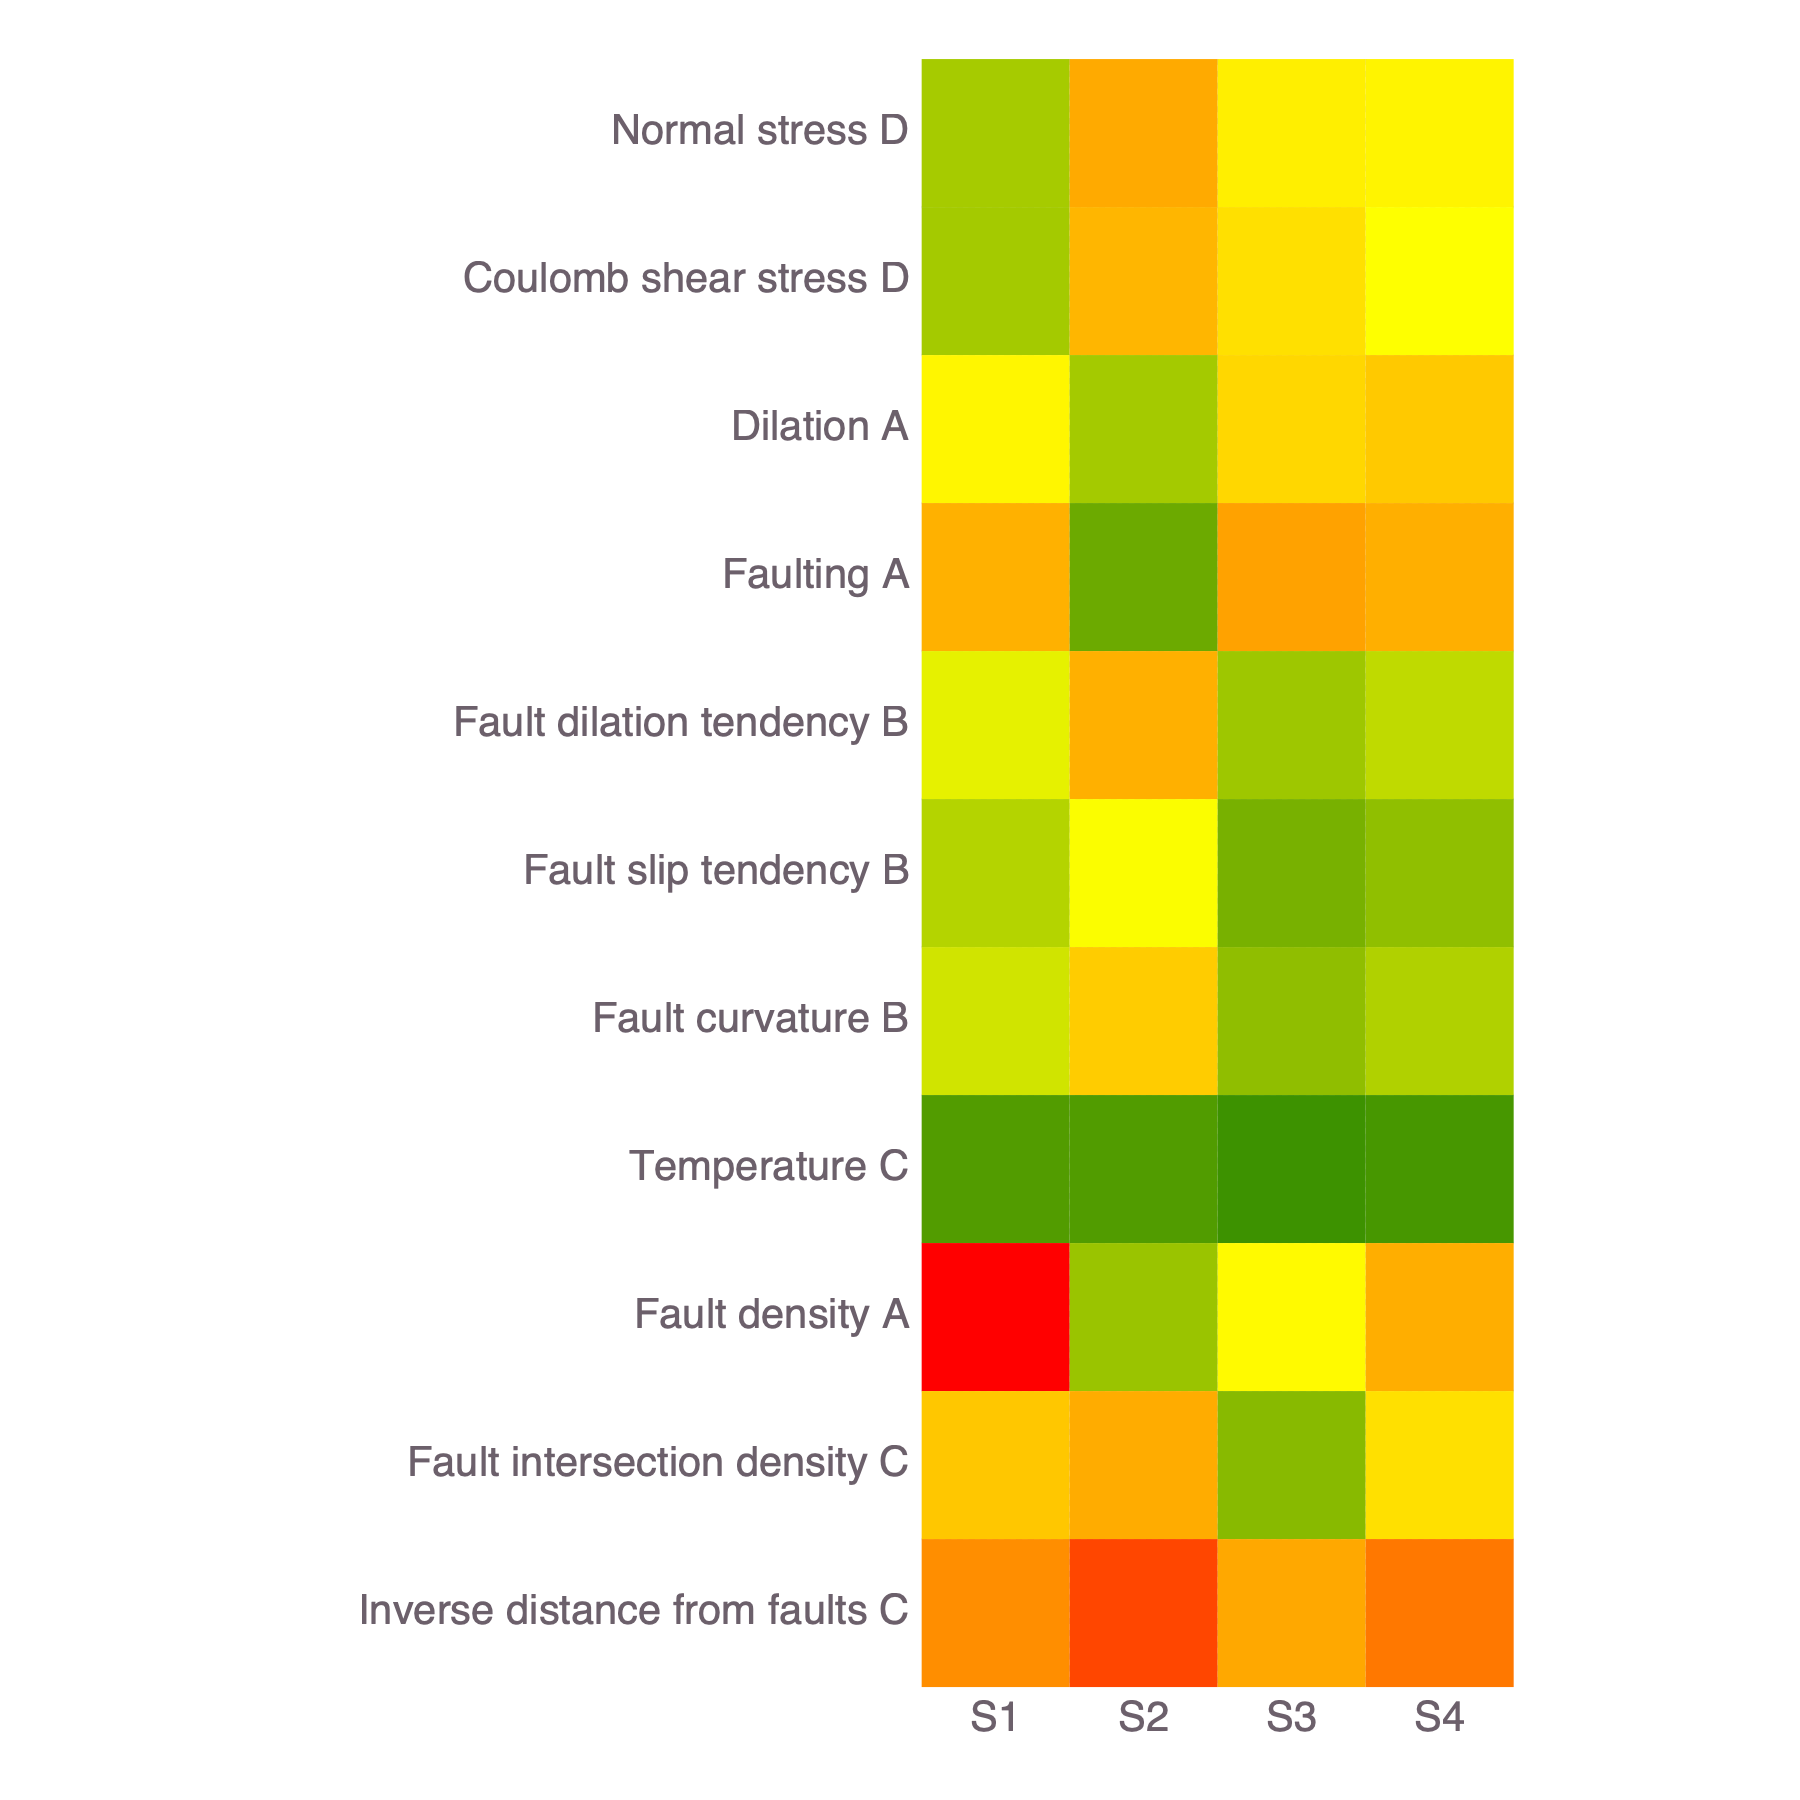 Normal stress D
Coulomb shear stress D
Dilation A
Faulting A
Fault dilation tendency B
Fault slip tendency B
Fault curvature B
Temperature C
Fault density A
Fault intersection density C
Inverse distance from faults C
S1 S2 S3 S4